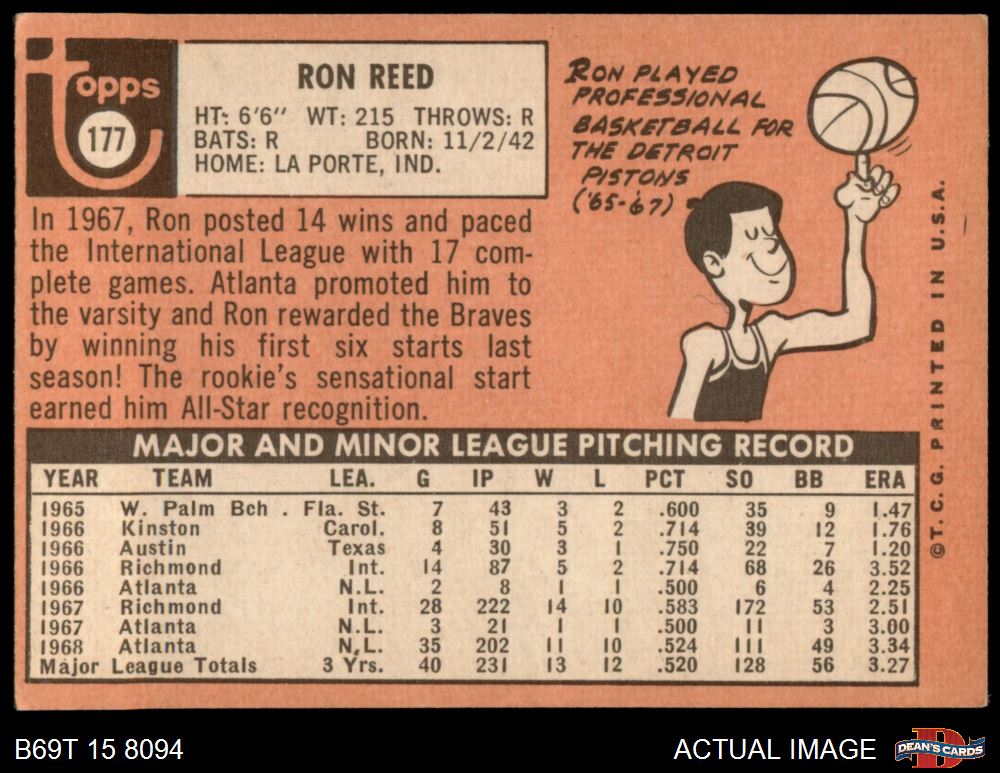 Topps
177
RON REED
HT: 6'6" WT: 215 THROWS: R
BATS: R BORN: 11/2/42
HOME: LA PORTE, IND.
In 1967, Ron posted 14 wins and paced
the International League with 17 com-
plete games. Atlanta promoted him to
the varsity and Ron rewarded the Braves
by winning his first six starts last
season! The rookie's sensational start
earned him All-Star recognition.
RON PLAYED
PROFESSIONAL
BASKETBALL FOR
THE DETROIT
PISTONS
('65-'67)
©T. C. G. PRINTED IN U.S.A.
MAJOR AND MINOR LEAGUE PITCHING RECORD
YEAR TEAM LEA. G IP W L PCT SO BB ERA
1965 W. Palm Bch . Fla. St. 7 43 3 2 .600 35 9 1.47
1966 Kinston Carol. 8 51 5 2 .714 39 12 1.76
1966 Austin Texas 4 30 3 1 .750 22 7 1.20
1966 Richmond Int. 14 87 5 2 .714 68 26 3.52
1966 Atlanta N.L. 2 8 1 1 .500 6 4 2.25
1967 Richmond Int. 28 222 14 10 .583 172 53 2.51
1967 Atlanta N.L. 3 21 1 1 .500 11 3 3.00
1968 Atlanta N.L. 35 202 11 10 .524 111 49 3.34
Major League Totals 3 Yrs. 40 231 13 12 .520 128 56 3.27
B69T 15 8094
ACTUAL IMAGE
D
DEAN'S CARDS